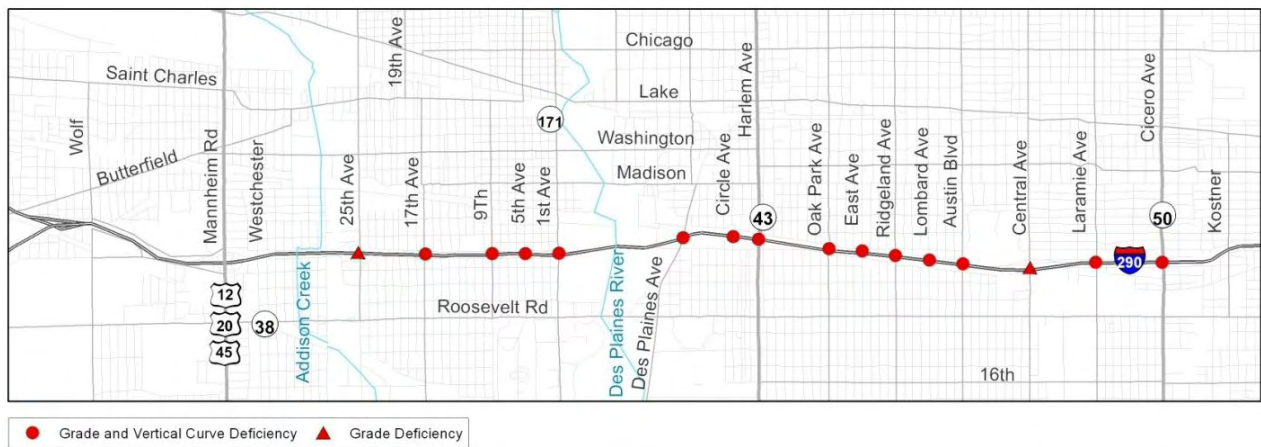 Chicago
Saint Charles
19th Ave
Lake
Harlem Ave
Cicero Ave
171
Washington
Wolf
Butterfield
Madison
Mannheim Rd
Westchester
25th Ave
17th Ave
9Th
5th Ave
1st Ave
Circle Ave
43
Oak Park Ave
East Ave
Ridgeland Ave
Lombard Ave
Austin Blvd
Central Ave
Laramie Ave
50
Kostner
290
12
20
45
38
Addison Creek
Roosevelt Rd
Des Plaines River
Des Plaines Ave
16th
Grade and Vertical Curve Deficiency
Grade Deficiency